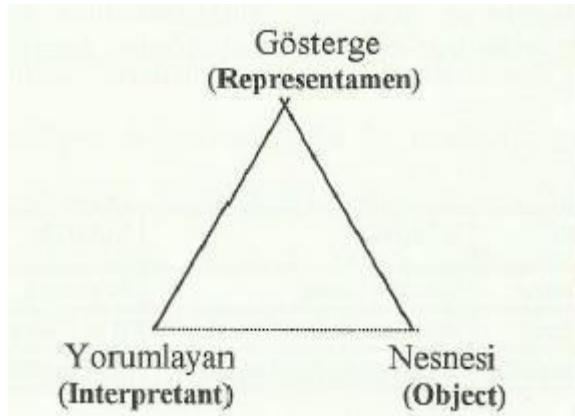 Gösterge
(Representamen)
Yorumlayan
(Interpretant)
Nesnesi
(Object)